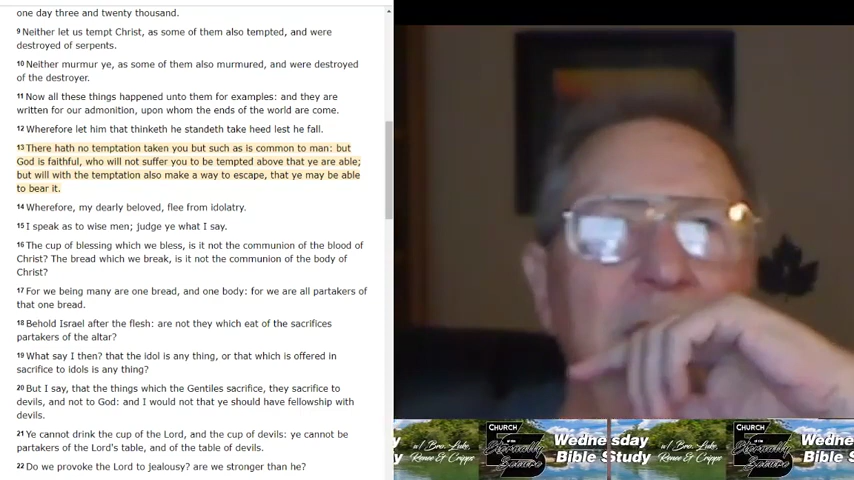 one day three and twenty thousand.
9 Neither let us tempt Christ, as some of them also tempted, and were
destroyed of serpents.
10 Neither murmur ye, as some of them also murmured, and were destroyed
of the destroyer.
11 Now all these things happened unto them for examples: and they are
written for our admonition, upon whom the ends of the world are come.
12 Wherefore let him that thinketh he standeth take heed lest he fall.
13 There hath no temptation taken you but such as is common to man: but
God is faithful, who will not suffer you to be tempted above that ye are able;
but will with the temptation also make a way to escape, that ye may be able
to bear it.
14 Wherefore, my dearly beloved, flee from idolatry.
15 I speak as to wise men; judge ye what I say.
16 The cup of blessing which we bless, is it not the communion of the blood of
Christ? The bread which we break, is it not the communion of the body of
Christ?
17 For we being many are one bread, and one body: for we are all partakers of
that one bread.
18 Behold Israel after the flesh: are not they which eat of the sacrifices
partakers of the altar?
19 What say I then? that the idol is any thing, or that which is offered in
sacrifice to idols is any thing?
20 But I say, that the things which the Gentiles sacrifice, they sacrifice to
devils, and not to God: and I would not that ye should have fellowship with
devils.
21 Ye cannot drink the cup of the Lord, and the cup of devils: ye cannot be
partakers of the Lord's table, and of the table of devils.
22 Do we provoke the Lord to jealousy? are we stronger than he?
y
s
w/ Bro. Luke,
Renee & Cripps
CHURCH
of the
Eternally
Secure
Wednesday
Bible Study
w/ Bro. Luke,
Renee & Cripps
CHURCH
of the
Eternally
Secure
Wedne
Bible S